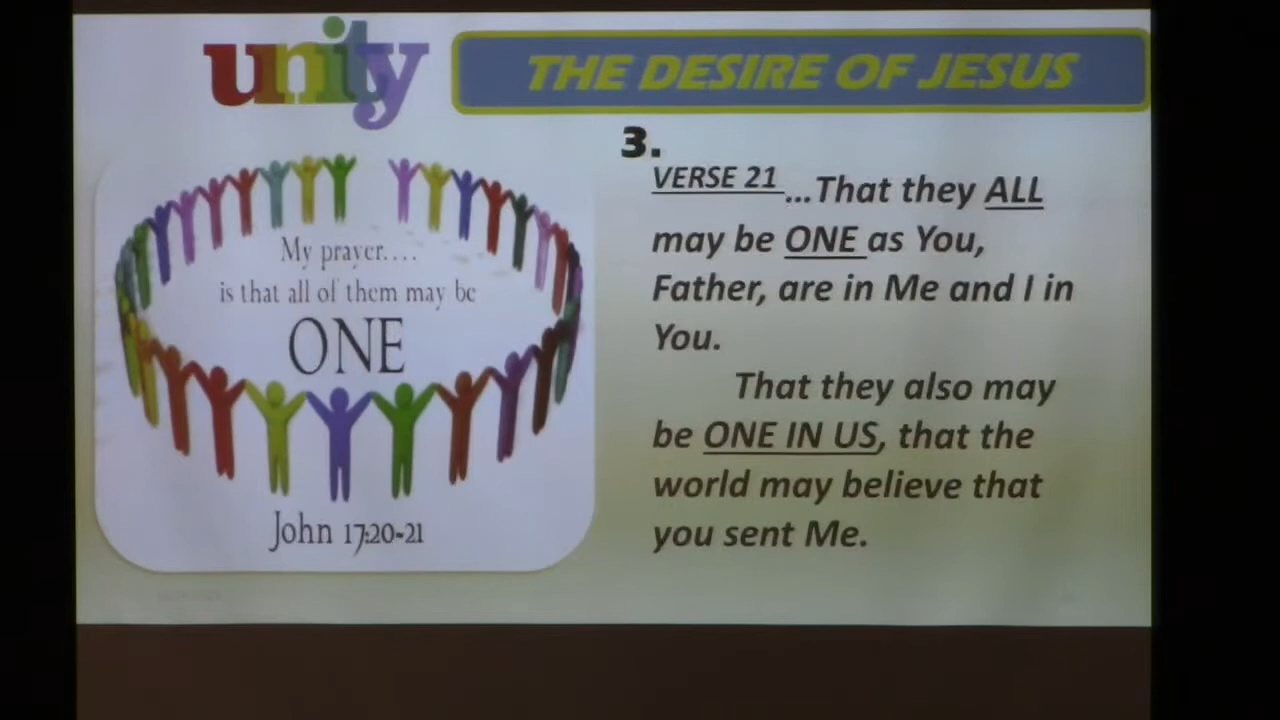 unity
THE DESIRE OF JESUS
My prayer....
is that all of them may be
ONE
John 17:20-21
3.
VERSE 21 ...That they ALL
may be ONE as You,
Father, are in Me and I in
You.
That they also may
be ONE IN US, that the
world may believe that
you sent Me.